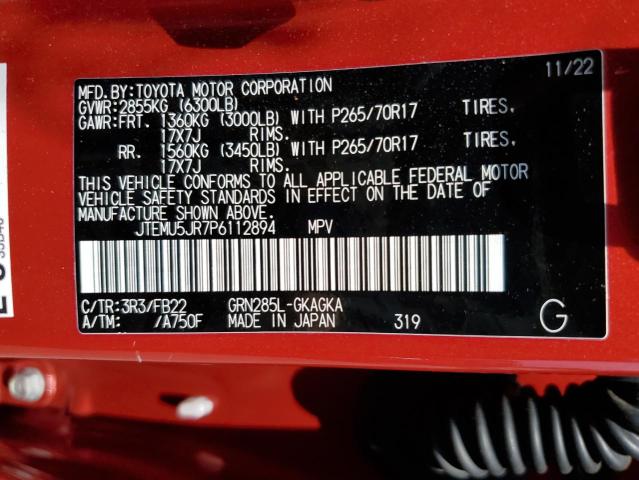 MFD.BY:TOYOTA MOTOR CORPORATION 11/22
GVWR:2855KG (6300LB)
GAWR:FRT. 1360KG (3000LB) WITH P265/70R17 TIRES,
17X7J RIMS.
RR. 1560KG (3450LB) WITH P265/70R17 TIRES,
17X7J RIMS.
THIS VEHICLE CONFORMS TO ALL APPLICABLE FEDERAL MOTOR
VEHICLE SAFETY STANDARDS IN EFFECT ON THE DATE OF
MANUFACTURE SHOWN ABOVE.
JTEMU5JR7P6112894 MPV
C/TR:3R3/FB22 GRN285L-GKAGKA
A/TM: /A750F MADE IN JAPAN 319 G